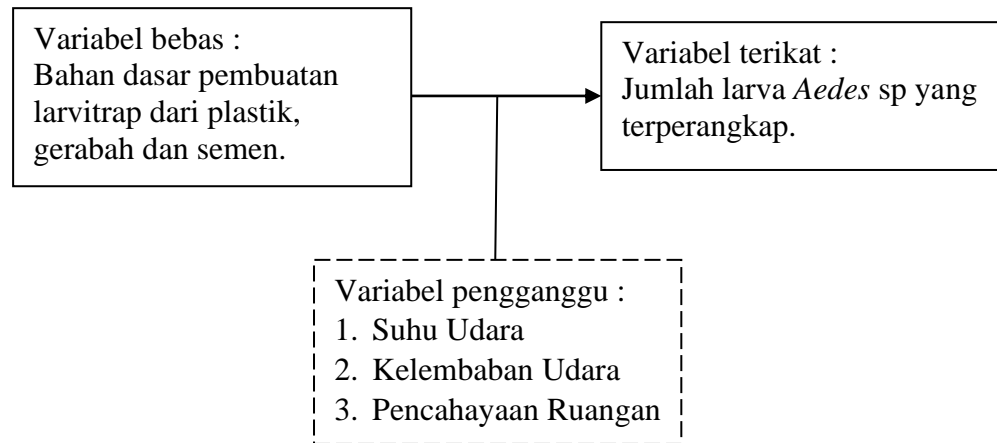 Variabel bebas :
Bahan dasar pembuatan
larvitrap dari plastik,
gerabah dan semen.
Variabel terikat :
Jumlah larva Aedes sp yang
terperangkap.
Variabel pengganggu :
1. Suhu Udara
2. Kelembaban Udara
3. Pencahayaan Ruangan